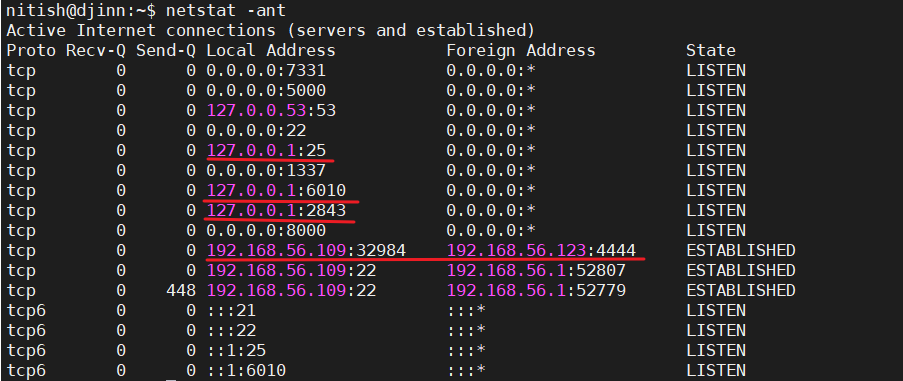 nitish@djinn:~$ netstat -ant
Active Internet connections (servers and established)
Proto Recv-Q Send-Q Local Address           Foreign Address         State
tcp        0      0 0.0.0.0:7331            0.0.0.0:*               LISTEN
tcp        0      0 0.0.0.0:5000            0.0.0.0:*               LISTEN
tcp        0      0 127.0.0.53:53           0.0.0.0:*               LISTEN
tcp        0      0 0.0.0.0:22              0.0.0.0:*               LISTEN
tcp        0      0 127.0.0.1:25            0.0.0.0:*               LISTEN
tcp        0      0 0.0.0.0:1337            0.0.0.0:*               LISTEN
tcp        0      0 127.0.0.1:6010          0.0.0.0:*               LISTEN
tcp        0      0 127.0.0.1:2843          0.0.0.0:*               LISTEN
tcp        0      0 0.0.0.0:8000            0.0.0.0:*               LISTEN
tcp        0      0 192.168.56.109:32984    192.168.56.123:4444     ESTABLISHED
tcp        0      0 192.168.56.109:22       192.168.56.1:52807      ESTABLISHED
tcp        0    448 192.168.56.109:22       192.168.56.1:52779      ESTABLISHED
tcp6       0      0 :::21                   :::*                    LISTEN
tcp6       0      0 :::22                   :::*                    LISTEN
tcp6       0      0 ::1:25                  :::*                    LISTEN
tcp6       0      0 ::1:6010                :::*                    LISTEN